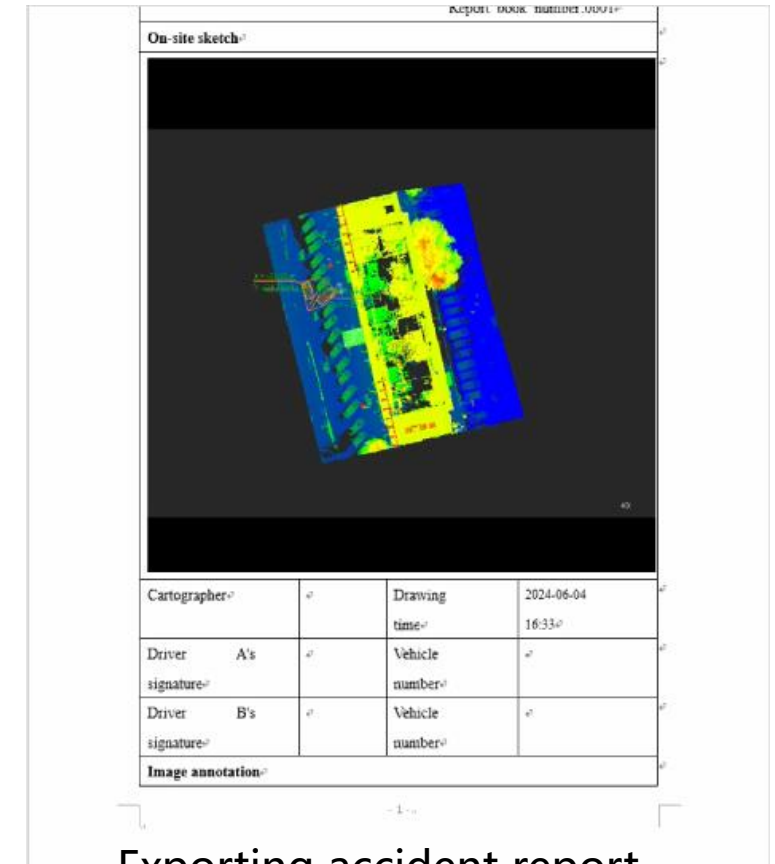 Report book number:0001
On-site sketch
Cartographer
Drawing
time
2024-06-04
16:33
Driver A's
signature
Vehicle
number
Driver B's
signature
Vehicle
number
Image annotation
- 1 -
Exporting accident report